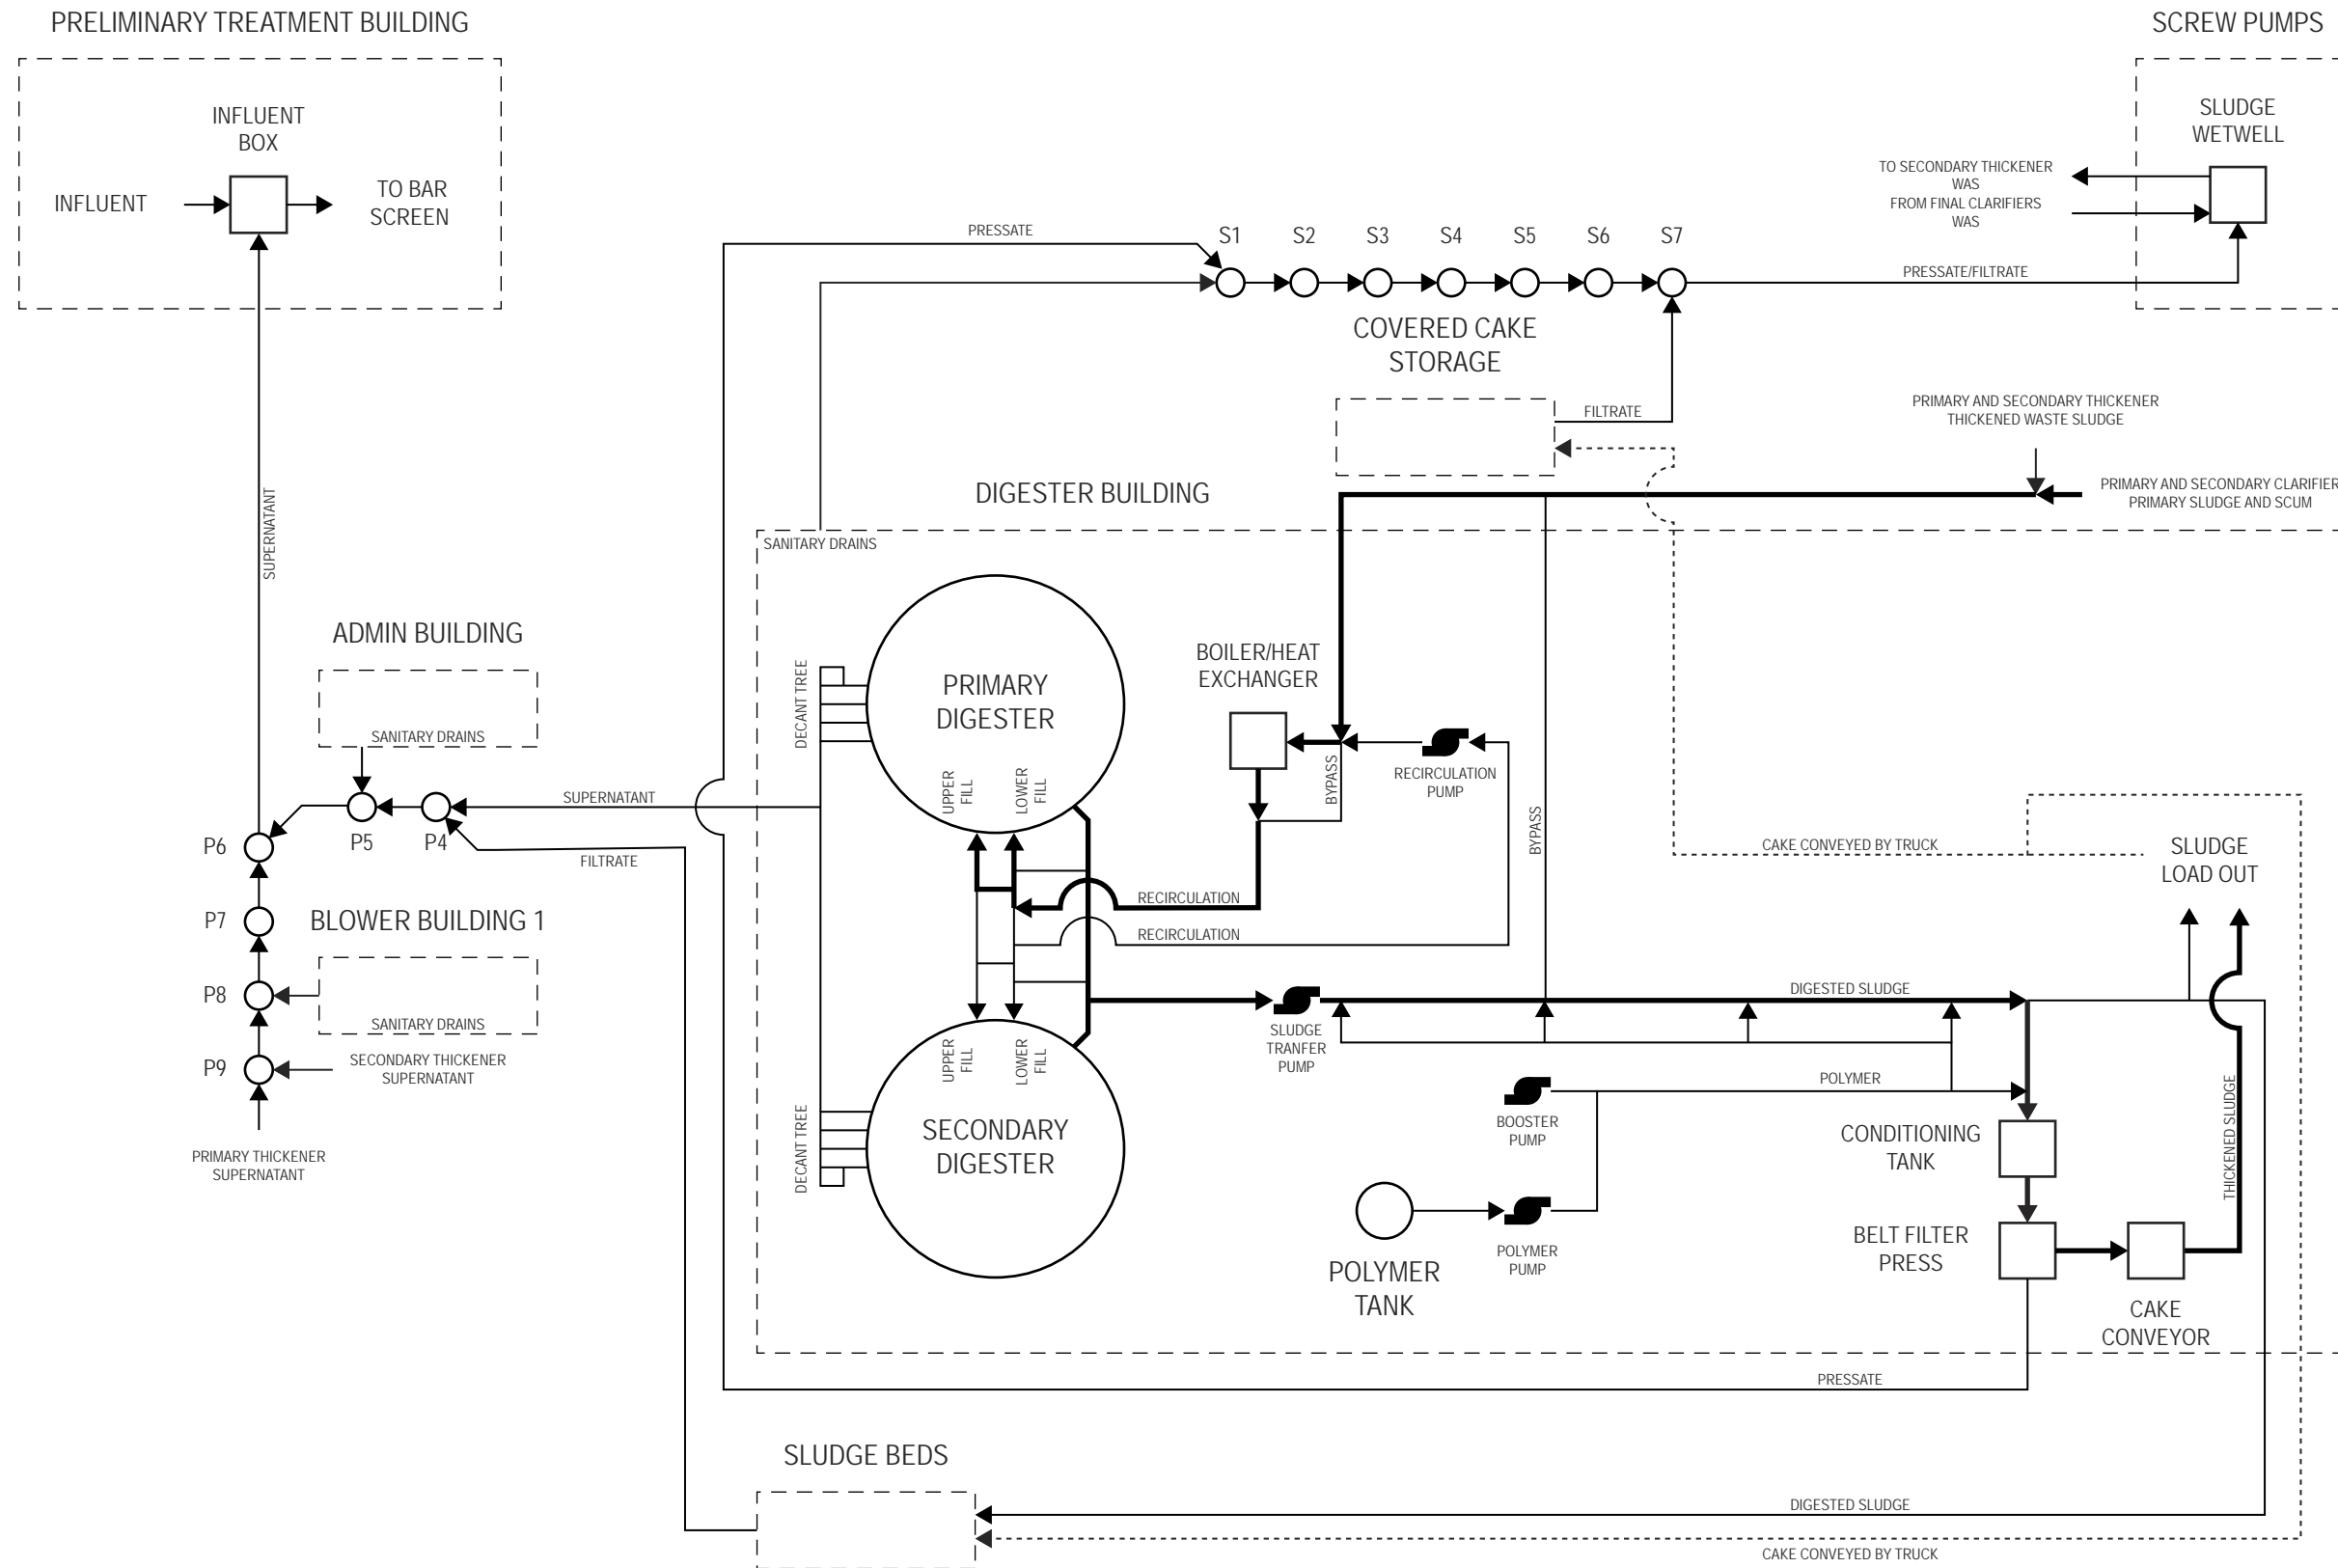 PRELIMINARY TREATMENT BUILDING
SCREW PUMPS
INFLUENT
BOX
INFLUENT
TO BAR
SCREEN
SLUDGE
WETWELL
TO SECONDARY THICKENER
WAS
FROM FINAL CLARIFIERS
WAS
PRESSATE
S1
S2
S3
S4
S5
S6
S7
PRESSATE/FILTRATE
COVERED CAKE
STORAGE
FILTRATE
PRIMARY AND SECONDARY THICKENER
THICKENED WASTE SLUDGE
PRIMARY AND SECONDARY CLARIFIER
PRIMARY SLUDGE AND SCUM
DIGESTER BUILDING
SANITARY DRAINS
SUPERNATANT
ADMIN BUILDING
SANITARY DRAINS
DECANT TREE
PRIMARY
DIGESTER
UPPER
FILL
LOWER
FILL
BOILER/HEAT
EXCHANGER
BYPASS
RECIRCULATION
PUMP
BYPASS
SUPERNATANT
P6
P5
P4
FILTRATE
CAKE CONVEYED BY TRUCK
SLUDGE
LOAD OUT
P7
BLOWER BUILDING 1
RECIRCULATION
RECIRCULATION
P8
SANITARY DRAINS
DIGESTED SLUDGE
SLUDGE
TRANFER
PUMP
P9
SECONDARY THICKENER
SUPERNATANT
UPPER
FILL
LOWER
FILL
POLYMER
BOOSTER
PUMP
DECANT TREE
SECONDARY
DIGESTER
CONDITIONING
TANK
THICKENED SLUDGE
PRIMARY THICKENER
SUPERNATANT
POLYMER
PUMP
POLYMER
TANK
BELT FILTER
PRESS
CAKE
CONVEYOR
PRESSATE
SLUDGE BEDS
DIGESTED SLUDGE
CAKE CONVEYED BY TRUCK